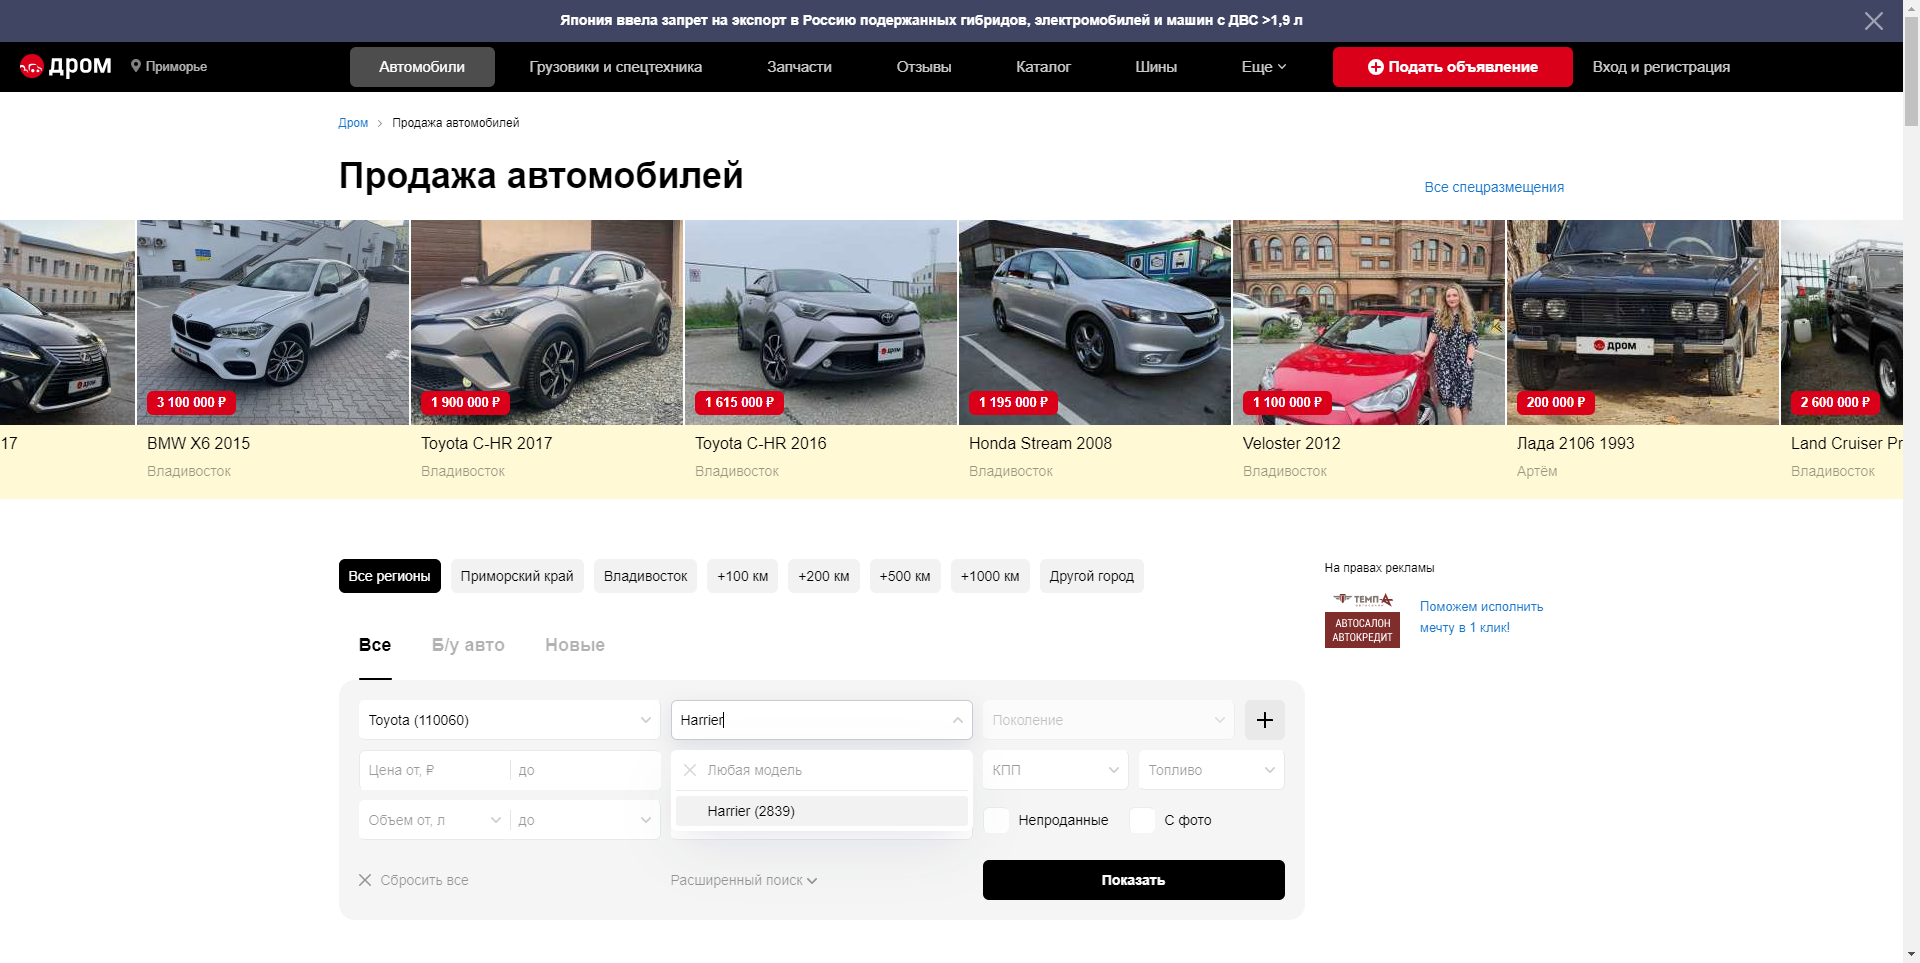 Япония ввела запрет на экспорт в Россию подержанных гибридов, электромобилей и машин с ДВС >1,9 л
дром Приморье Автомобили Грузовики и спецтехника Запчасти Отзывы Каталог Шины Еще Подать объявление Вход и регистрация
Дром > Продажа автомобилей
Продажа автомобилей
Все спецразмещения
3 100 000 ₽ 1 900 000 ₽ 1 615 000 ₽ 1 195 000 ₽ 1 100 000 ₽ 200 000 ₽ 2 600 000 ₽
17 BMW X6 2015 Toyota C-HR 2017 Toyota C-HR 2016 Honda Stream 2008 Veloster 2012 Лада 2106 1993 Land Cruiser Pr
Владивосток Владивосток Владивосток Владивосток Владивосток Артём Владивосток
Все регионы Приморский край Владивосток +100 км +200 км +500 км +1000 км Другой город
На правах рекламы
ТЕМП-А
АВТОСАЛОН
АВТОКРЕДИТ
Поможем исполнить
мечту в 1 клик!
Все Б/у авто Новые
Toyota (110060) Harrier Поколение
Цена от, ₽ до Любая модель КПП Топливо
Harrier (2839)
Объем от, л до Непроданные С фото
Сбросить все Расширенный поиск Показать